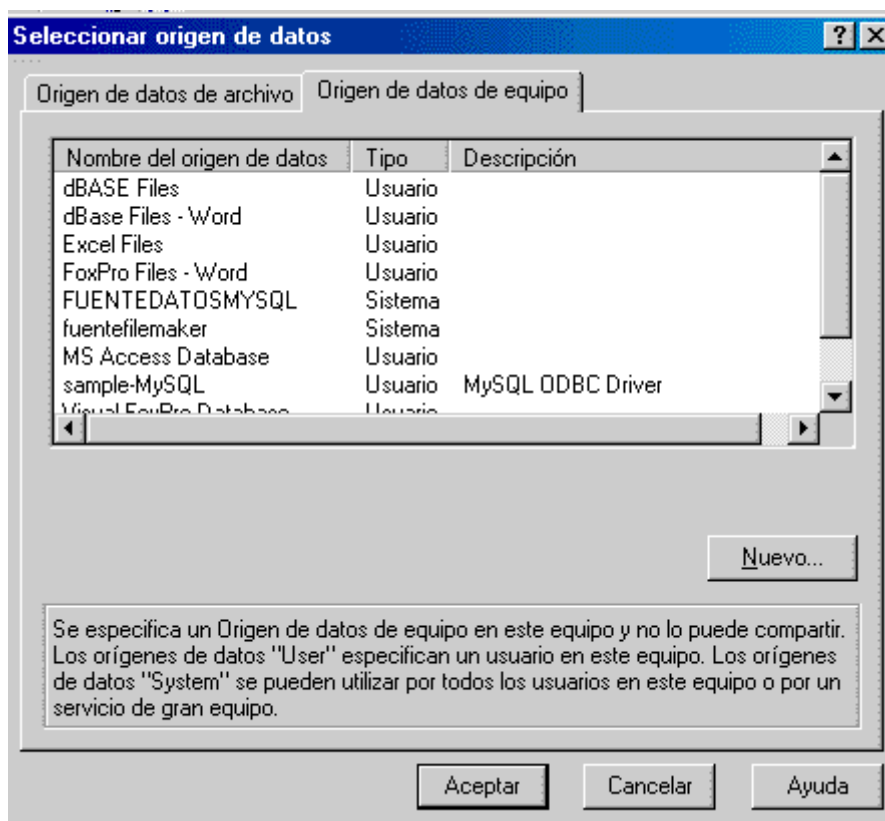 Seleccionar origen de datos
Origen de datos de archivo Origen de datos de equipo
Nombre del origen de datos Tipo Descripción
dBASE Files Usuario
dBase Files - Word Usuario
Excel Files Usuario
FoxPro Files - Word Usuario
FUENTEDATOSMYSQL Sistema
fuentefilemaker Sistema
MS Access Database Usuario
sample-MySQL Usuario MySQL ODBC Driver
Visual FoxPro Database Usuario
Nuevo...
Se especifica un Origen de datos de equipo en este equipo y no lo puede compartir.
Los orígenes de datos "User" especifican un usuario en este equipo. Los orígenes
de datos "System" se pueden utilizar por todos los usuarios en este equipo o por un
servicio de gran equipo.
Aceptar Cancelar Ayuda